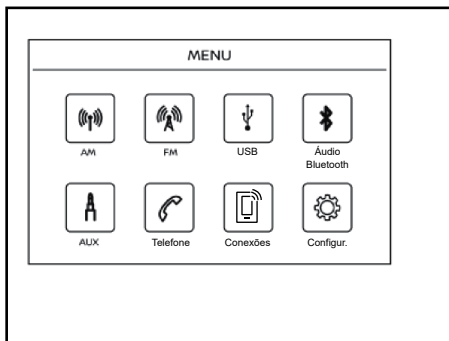 MENU
AM FM USB Áudio
Bluetooth
AUX Telefone Conexões Configur.